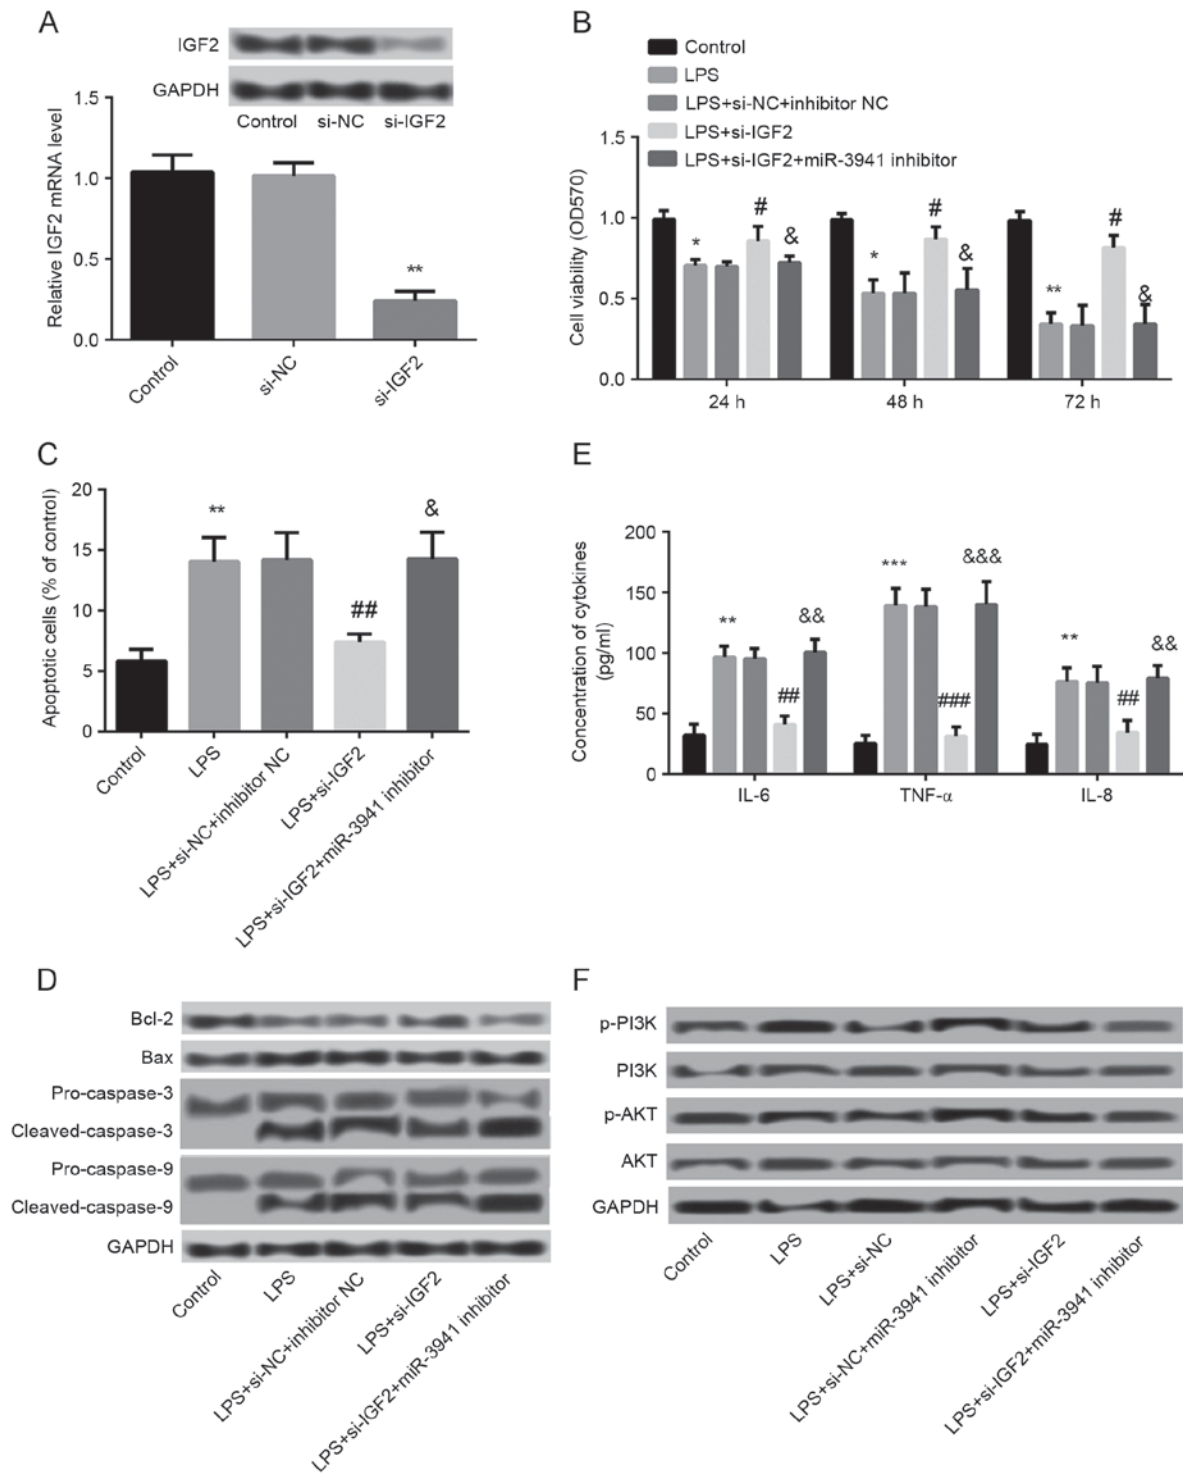 A
IGF2
GAPDH
Control si-NC si-IGF2
Relative IGF2 mRNA level
1.5
1.0
0.5
0.0
**
Control
si-NC
si-IGF2
B
Control
LPS
LPS+si-NC+inhibitor NC
LPS+si-IGF2
LPS+si-IGF2+miR-3941 inhibitor
Cell viability (OD570)
1.5
1.0
0.5
0.0
* # &
* # &
** # &
24 h 48 h 72 h
C
Apoptotic cells (% of control)
20
15
10
5
0
** ## &
Control
LPS
LPS+si-NC+inhibitor NC
LPS+si-IGF2
LPS+si-IGF2+miR-3941 inhibitor
E
Concentration of cytokines
(pg/ml)
200
150
100
50
0
** ## &&
*** ### &&&
** ## &&
IL-6 TNF-α IL-8
D
Bcl-2
Bax
Pro-caspase-3
Cleaved-caspase-3
Pro-caspase-9
Cleaved-caspase-9
GAPDH
Control
LPS
LPS+si-NC+inhibitor NC
LPS+si-IGF2
LPS+si-IGF2+miR-3941 inhibitor
F
p-PI3K
PI3K
p-AKT
AKT
GAPDH
Control
LPS
LPS+si-NC
LPS+si-NC+miR-3941 inhibitor
LPS+si-IGF2
LPS+si-IGF2+miR-3941 inhibitor